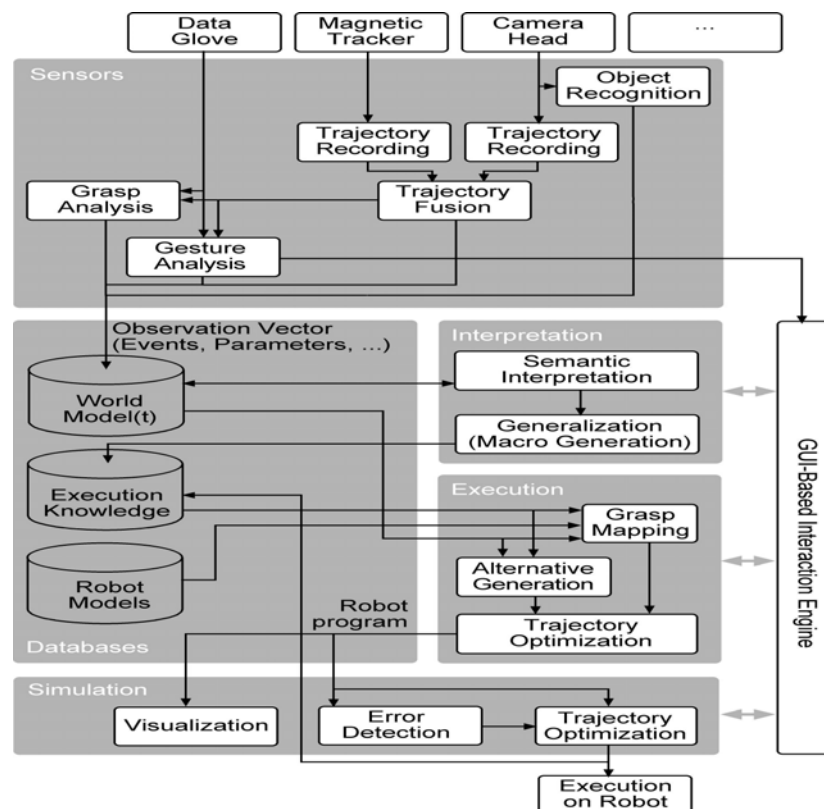 Data
Glove
Magnetic
Tracker
Camera
Head
...
Sensors
Object
Recognition
Trajectory
Recording
Trajectory
Recording
Grasp
Analysis
Trajectory
Fusion
Gesture
Analysis
Observation Vector
(Events, Parameters, ...)
Interpretation
Semantic
Interpretation
World
Model(t)
Generalization
(Macro Generation)
GUI-Based Interaction Engine
Execution
Knowledge
Execution
Grasp
Mapping
Alternative
Generation
Robot
Models
Robot
program
Trajectory
Optimization
Databases
Simulation
Visualization
Error
Detection
Trajectory
Optimization
Execution
on Robot